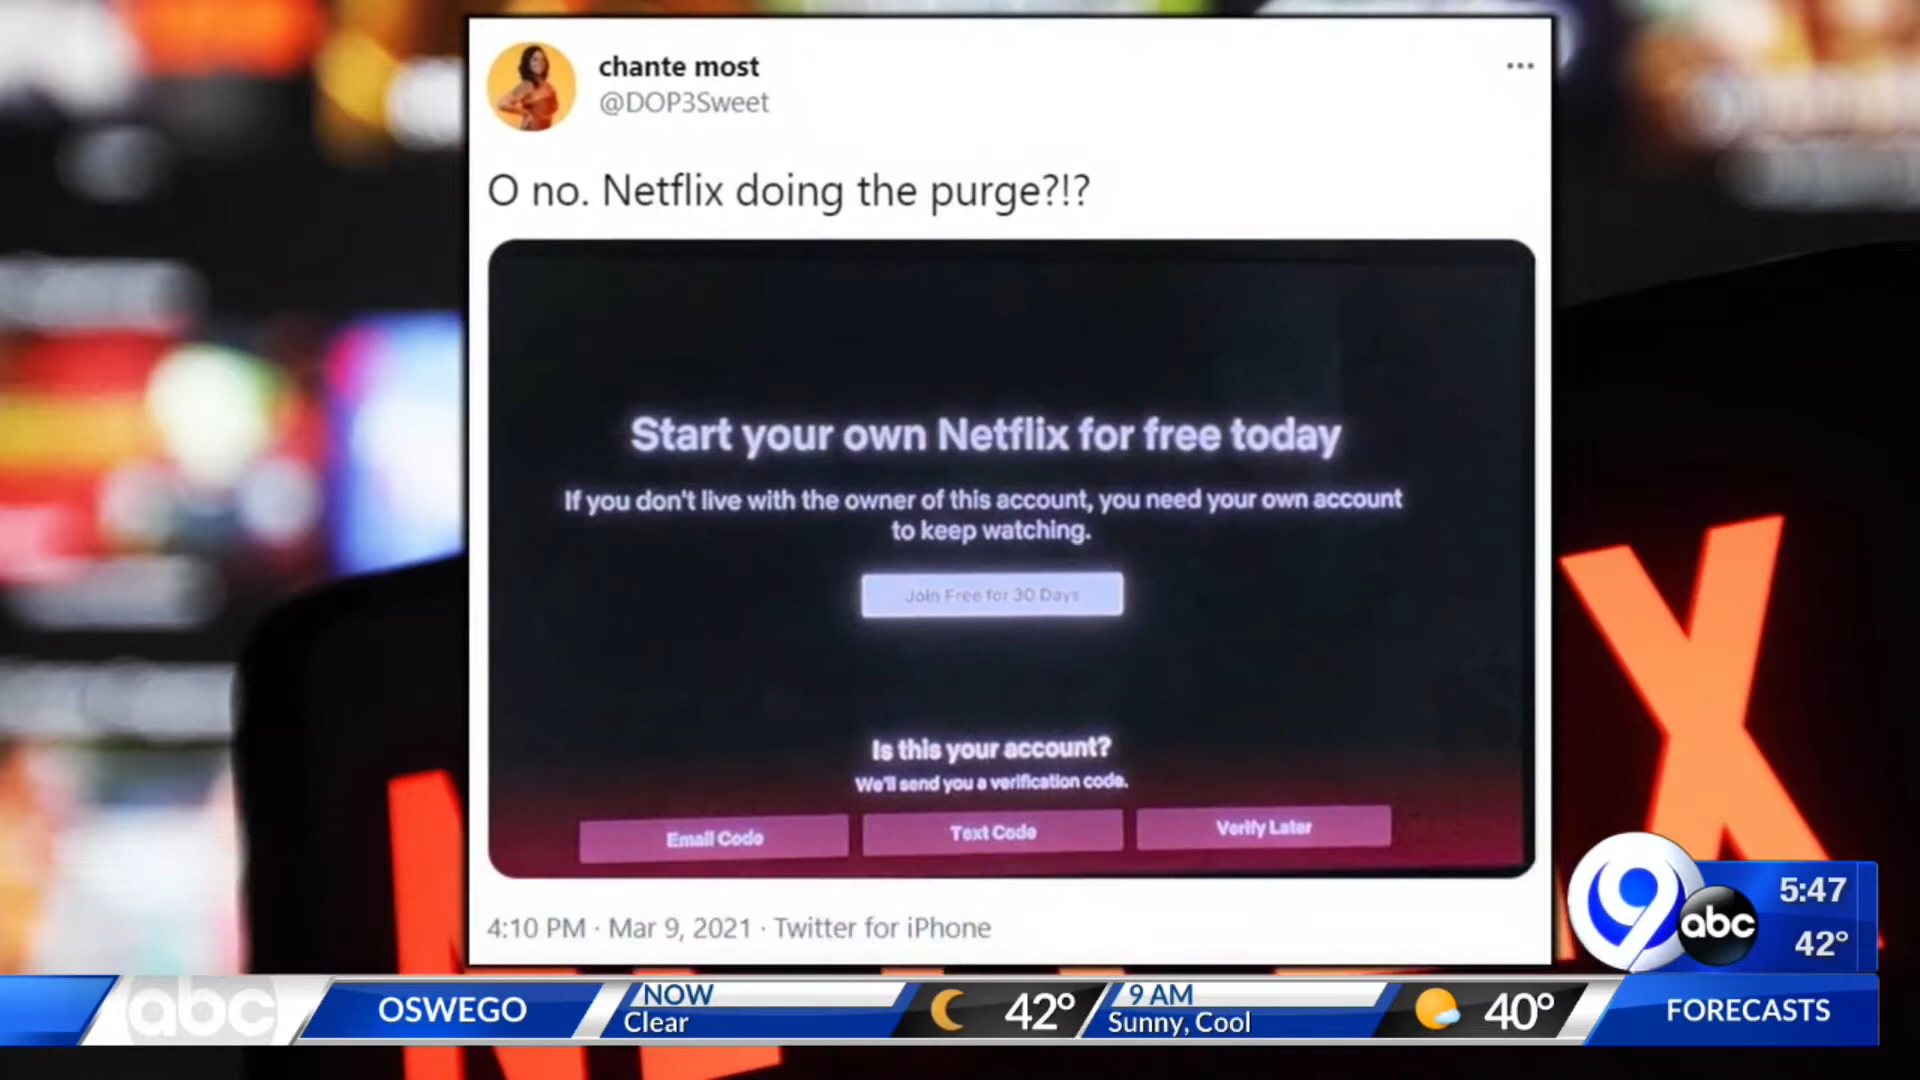 chante most
@DOP3Sweet
O no. Netflix doing the purge?!?
Start your own Netflix for free today
If you don't live with the owner of this account, you need your own account
to keep watching.
Join Free for 30 Days
Is this your account?
We'll send you a verification code.
Email Code
Text Code
Verify Later
4:10 PM · Mar 9, 2021 · Twitter for iPhone
X
9
abc
5:47
42°
abc
OSWEGO
NOW
Clear
42°
9 AM
Sunny, Cool
40°
FORECASTS